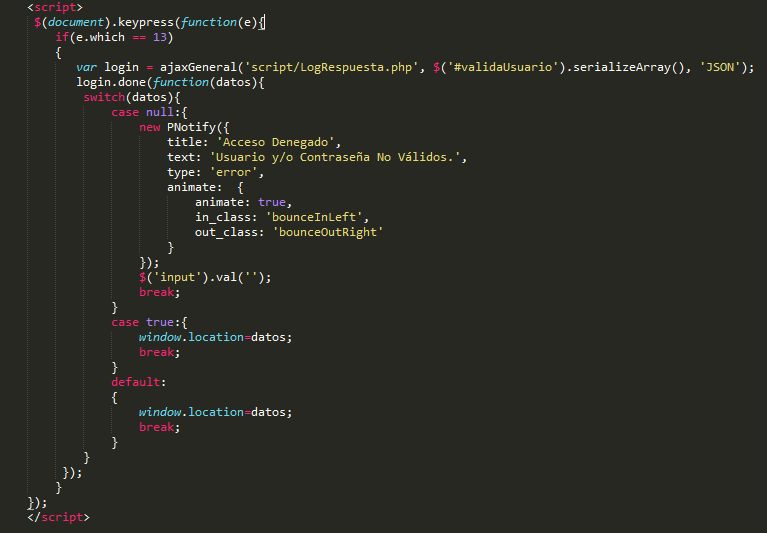 <script>
$(document).keypress(function(e){
if(e.which == 13)
{
var login = ajaxGeneral('script/LogRespuesta.php', $('#validaUsuario').serializeArray(), 'JSON');
login.done(function(datos){
switch(datos){
case null:{
new PNotify({
title: 'Acceso Denegado',
text: 'Usuario y/o Contraseña No Válidos.',
type: 'error',
animate:  {
animate: true,
in_class: 'bounceInLeft',
out_class: 'bounceOutRight'
}
});
$('input').val('');
break;
}
case true:{
window.location=datos;
break;
}
default:
{
window.location=datos;
break;
}
}
});
}
});
</script>